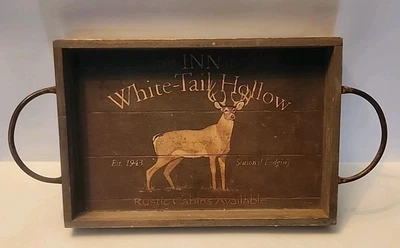 INN
White-Tail Hollow
Est. 1943 Seasonal Lodging
Rustic Cabins Available